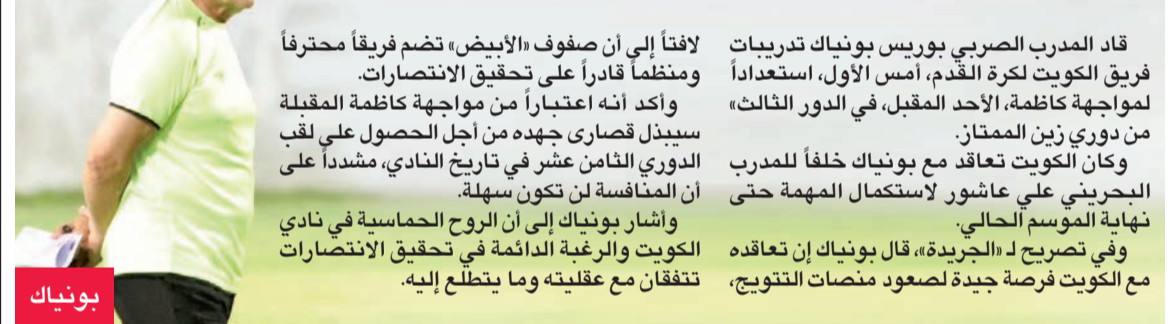 قاد المدرب الصربي بوريس بونياك تدريبات
فريق الكويت لكرة القدم، أمس الأول، استعداداً
لمواجهة كاظمة، الأحد المقبل، في الدور الثالث»
من دوري زين الممتاز.
وكان الكويت تعاقد مع بونياك خلفاً للمدرب
البحريني علي عاشور لاستكمال المهمة حتى
نهاية الموسم الحالي.
وفي تصريح لـ «الجريدة»، قال بونياك إن تعاقده
مع الكويت فرصة جيدة لصعود منصات التتويج،
لافتاً إلى أن صفوف «الأبيض» تضم فريقاً محترفاً
ومنظماً قادراً على تحقيق الانتصارات.
وأكد أنه اعتباراً من مواجهة كاظمة المقبلة
سيبذل قصارى جهده من أجل الحصول على لقب
الدوري الثامن عشر في تاريخ النادي، مشدداً على
أن المنافسة لن تكون سهلة.
وأشار بونياك إلى أن الروح الحماسية في نادي
الكويت والرغبة الدائمة في تحقيق الانتصارات
تتفقان مع عقليته وما يتطلع إليه.
بونياك